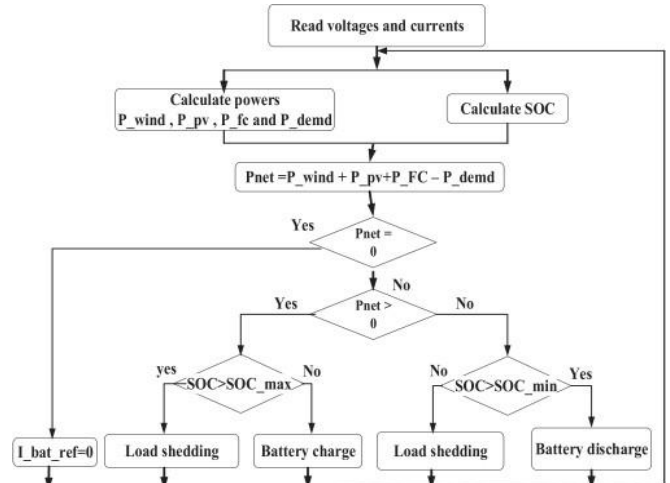 Read voltages and currents
Calculate powers
P_wind , P_pv , P_fc and P_demd
Calculate SOC
Pnet =P_wind + P_pv+P_FC – P_demd
Yes
Pnet =
0
No
Yes
Pnet >
0
No
yes
SOC>SOC_max
No
No
SOC>SOC_min
Yes
I_bat_ref=0
Load shedding
Battery charge
Load shedding
Battery discharge